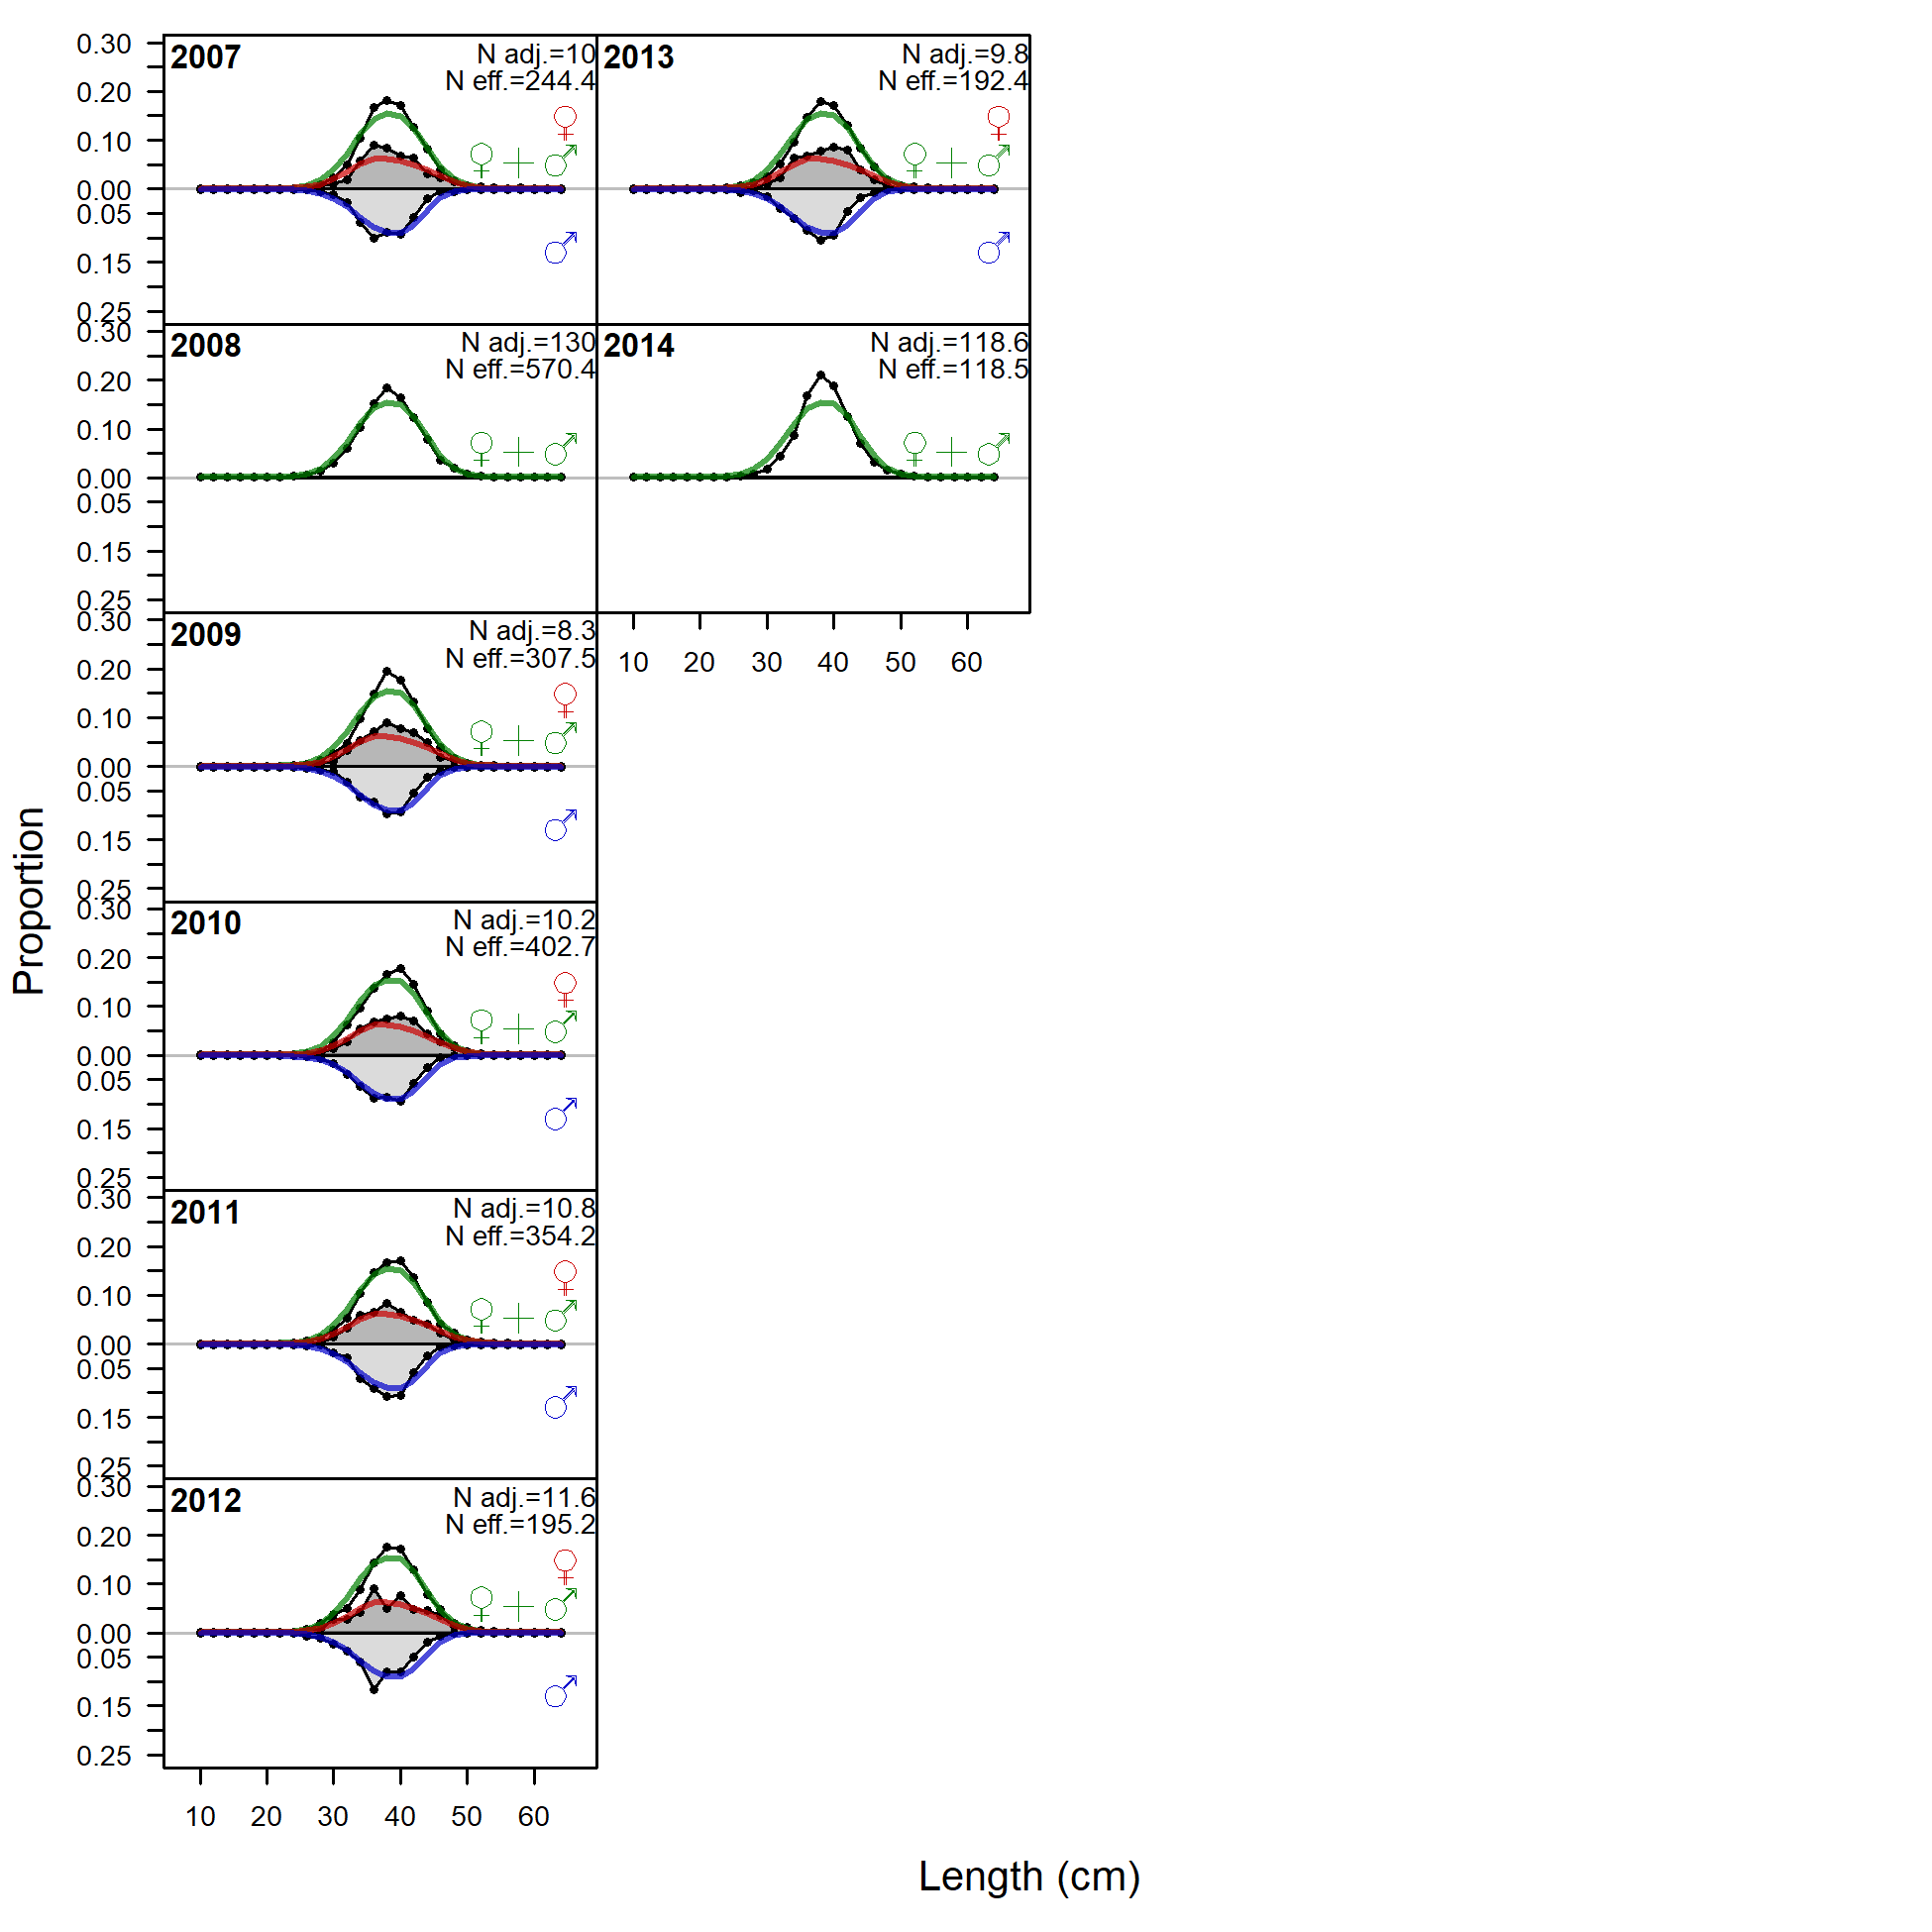 Proportion
2007
N adj.=10
N eff.=244.4
♀
♀ + ♂
♂
0.30
0.20
0.10
0.00
0.05
0.15
0.25
2013
N adj.=9.8
N eff.=192.4
♀
♀ + ♂
♂
2008
N adj.=130
N eff.=570.4
♀ + ♂
0.30
0.20
0.10
0.00
0.05
0.15
0.25
2014
N adj.=118.6
N eff.=118.5
♀ + ♂
10 20 30 40 50 60
2009
N adj.=8.3
N eff.=307.5
♀
♀ + ♂
♂
0.30
0.20
0.10
0.00
0.05
0.15
0.25
2010
N adj.=10.2
N eff.=402.7
♀
♀ + ♂
♂
0.30
0.20
0.10
0.00
0.05
0.15
0.25
2011
N adj.=10.8
N eff.=354.2
♀
♀ + ♂
♂
0.30
0.20
0.10
0.00
0.05
0.15
0.25
2012
N adj.=11.6
N eff.=195.2
♀
♀ + ♂
♂
0.30
0.20
0.10
0.00
0.05
0.15
0.25
10 20 30 40 50 60
Length (cm)